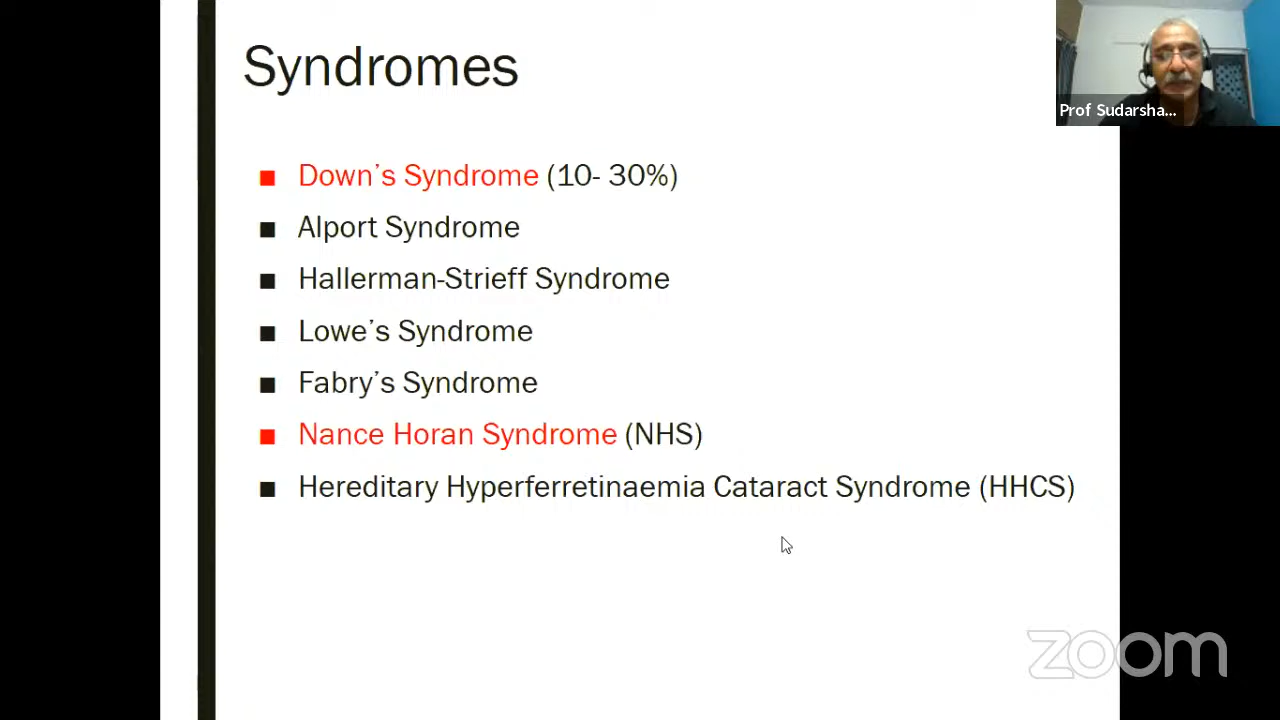 Syndromes
Prof Sudarsha...
Down's Syndrome (10- 30%)
Alport Syndrome
Hallerman-Strieff Syndrome
Lowe's Syndrome
Fabry's Syndrome
Nance Horan Syndrome (NHS)
Hereditary Hyperferretinaemia Cataract Syndrome (HHCS)
zoom